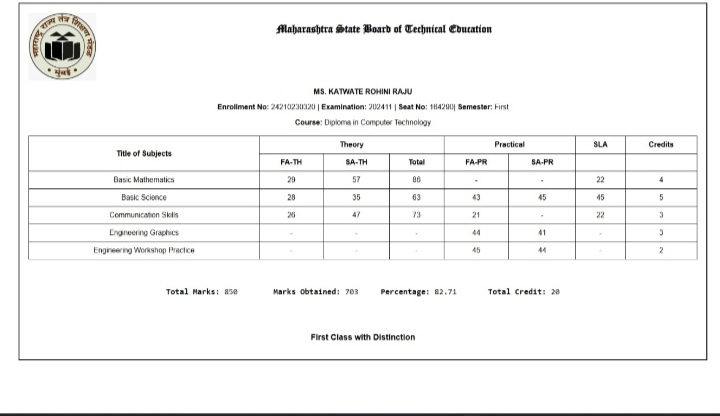 महाराष्ट्र राज्य तंत्र शिक्षण मंडळ
मुंबई
Maharashtra State Board of Technical Education
MS. KATWATE ROHINI RAJU
Enrollment No: 24210230320 | Examination: 202411 | Seat No: 164290| Semester: First
Course: Diploma in Computer Technology
Title of Subjects Theory Practical SLA Credits
FA-TH SA-TH Total FA-PR SA-PR
Basic Mathematics 29 57 86 - - 22 4
Basic Science 28 35 63 43 45 45 5
Communication Skills 26 47 73 21 - 22 3
Engineering Graphics - - - 44 41 - 3
Engineering Workshop Practice - - - 45 44 - 2
Total Marks: 850 Marks Obtained: 703 Percentage: 82.71 Total Credit: 20
First Class with Distinction